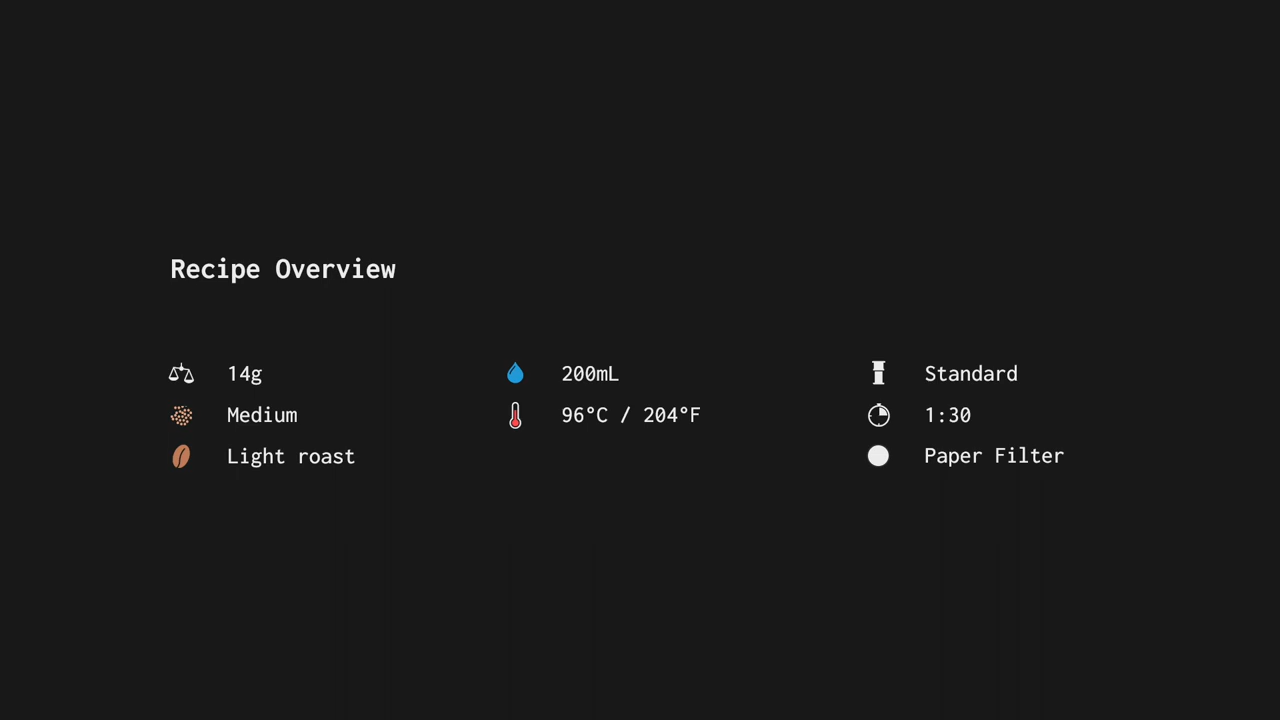 Recipe Overview
14g
200mL
Standard
Medium
96°C / 204°F
1:30
Light roast
Paper Filter